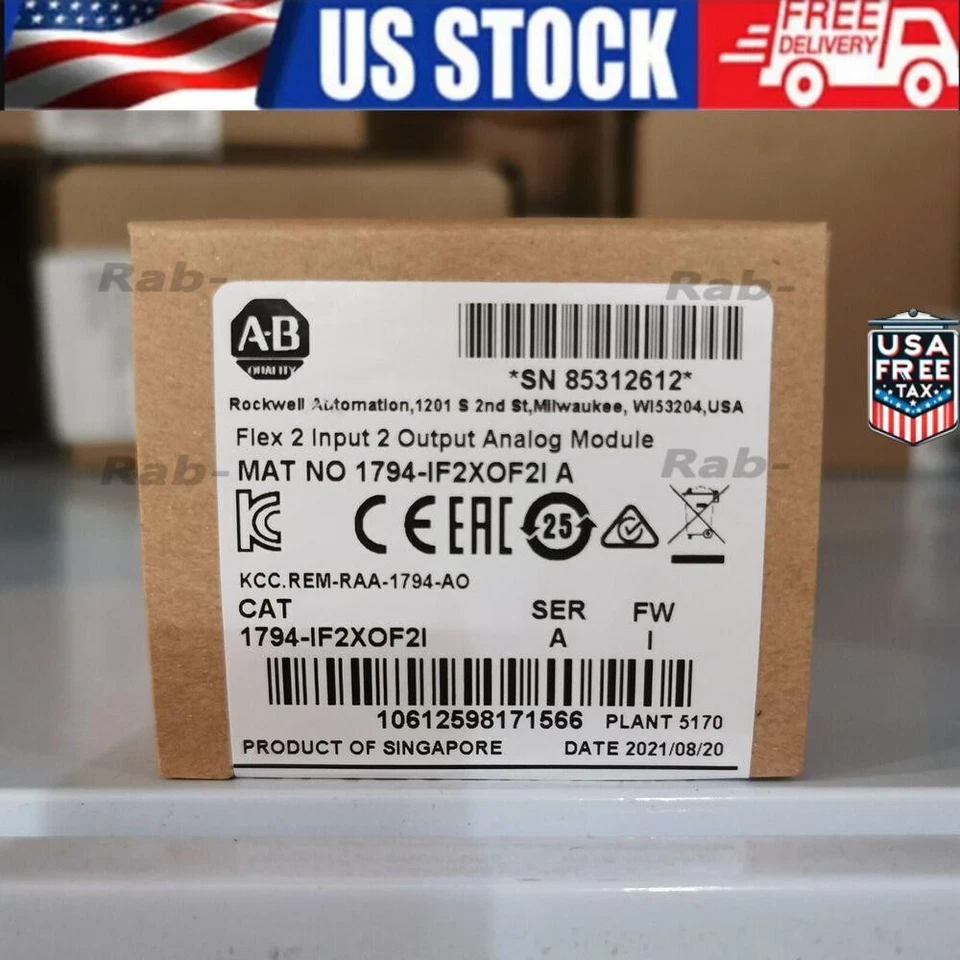 US STOCK
FREE
DELIVERY
Rab-
Rab-
A-B
QUALITY
*SN 85312612*
Rockwell Automation,1201 S 2nd St,Milwaukee, WI53204,USA
USA
FREE
TAX
Flex 2 Input 2 Output Analog Module
MAT NO 1794-IF2XOF2I A
Rab-
Rab-
CE EAC 25
KCC.REM-RAA-1794-AO
CAT SER FW
1794-IF2XOF2I A I
10612598171566 PLANT 5170
PRODUCT OF SINGAPORE DATE 2021/08/20